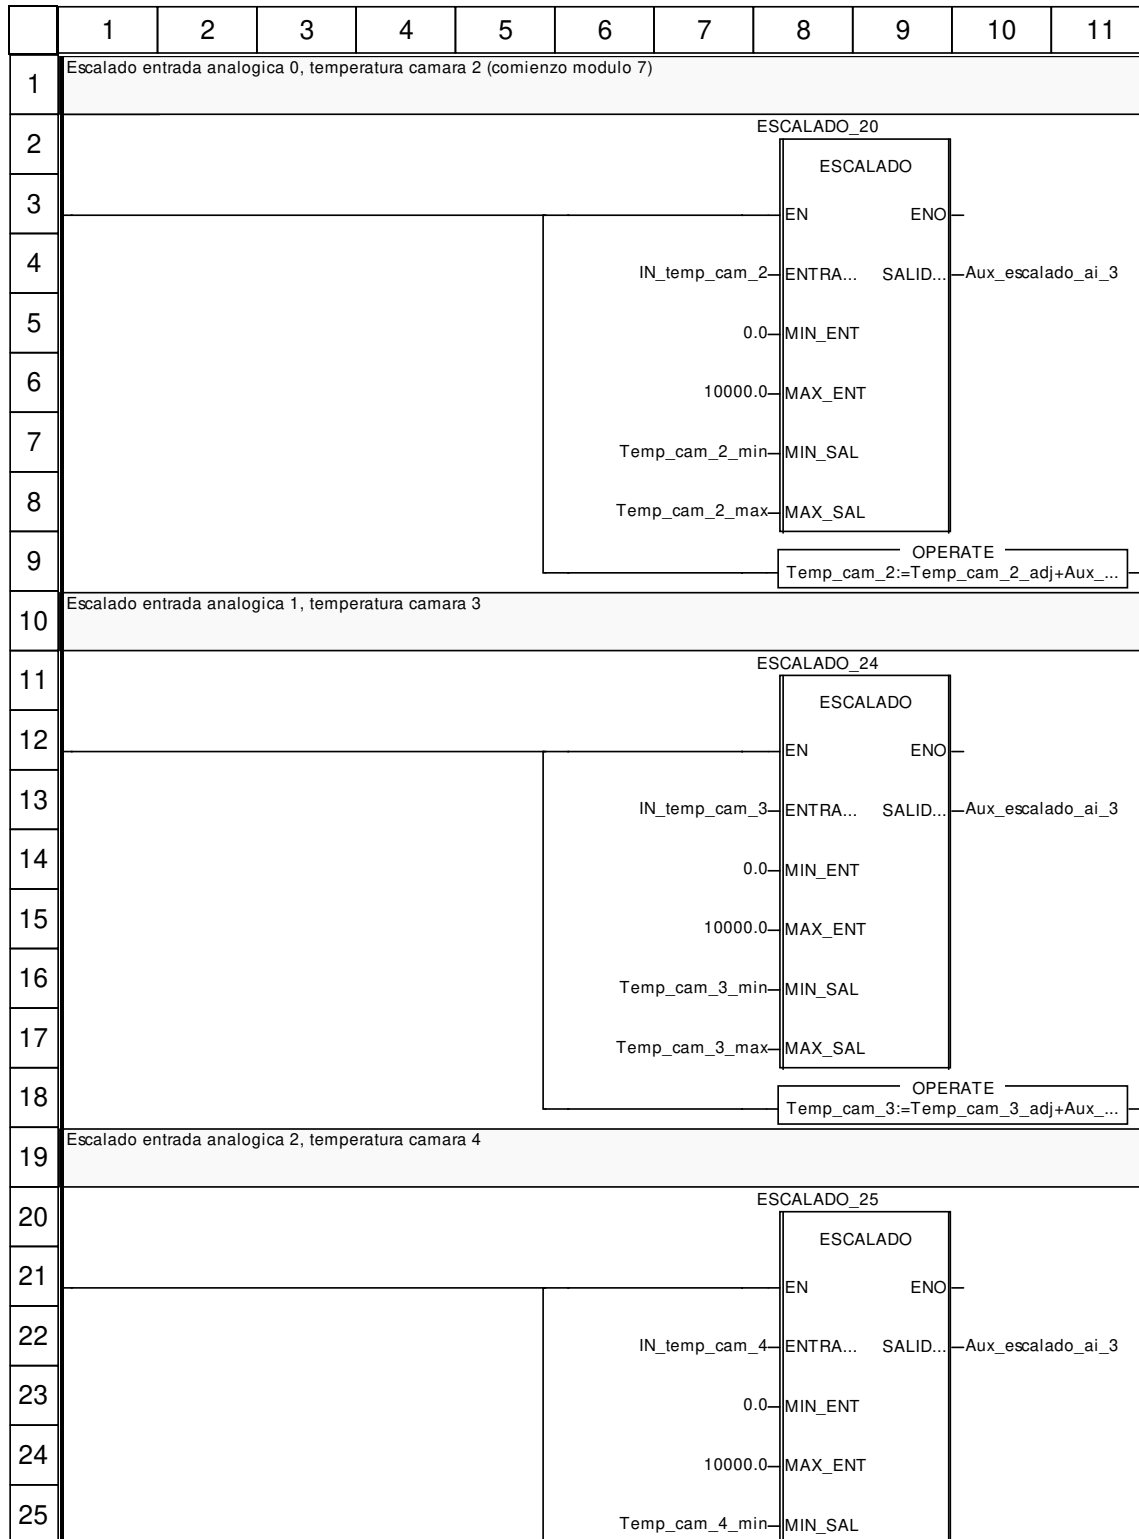 1 2 3 4 5 6 7 8 9 10 11
1 Escalado entrada analogica 0, temperatura camara 2 (comienzo modulo 7)
2 ESCALADO_20
ESCALADO
3 EN ENO
4 IN_temp_cam_2 ENTRA... SALID... Aux_escalado_ai_3
5 0.0 MIN_ENT
6 10000.0 MAX_ENT
7 Temp_cam_2_min MIN_SAL
8 Temp_cam_2_max MAX_SAL
9 OPERATE
Temp_cam_2:=Temp_cam_2_adj+Aux_...
10 Escalado entrada analogica 1, temperatura camara 3
11 ESCALADO_24
ESCALADO
12 EN ENO
13 IN_temp_cam_3 ENTRA... SALID... Aux_escalado_ai_3
14 0.0 MIN_ENT
15 10000.0 MAX_ENT
16 Temp_cam_3_min MIN_SAL
17 Temp_cam_3_max MAX_SAL
18 OPERATE
Temp_cam_3:=Temp_cam_3_adj+Aux_...
19 Escalado entrada analogica 2, temperatura camara 4
20 ESCALADO_25
ESCALADO
21 EN ENO
22 IN_temp_cam_4 ENTRA... SALID... Aux_escalado_ai_3
23 0.0 MIN_ENT
24 10000.0 MAX_ENT
25 Temp_cam_4_min MIN_SAL